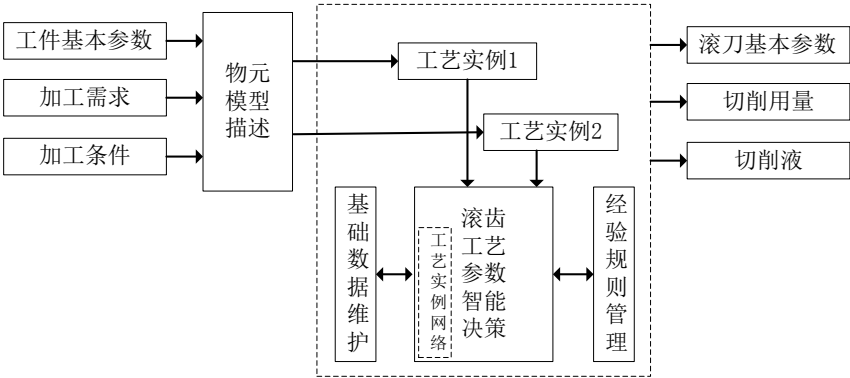 工件基本参数
加工需求
加工条件
物元
模型
描述
工艺实例1
工艺实例2
基础数据维护
工艺实例网络
滚齿
工艺
参数
智能
决策
经验规则管理
滚刀基本参数
切削用量
切削液